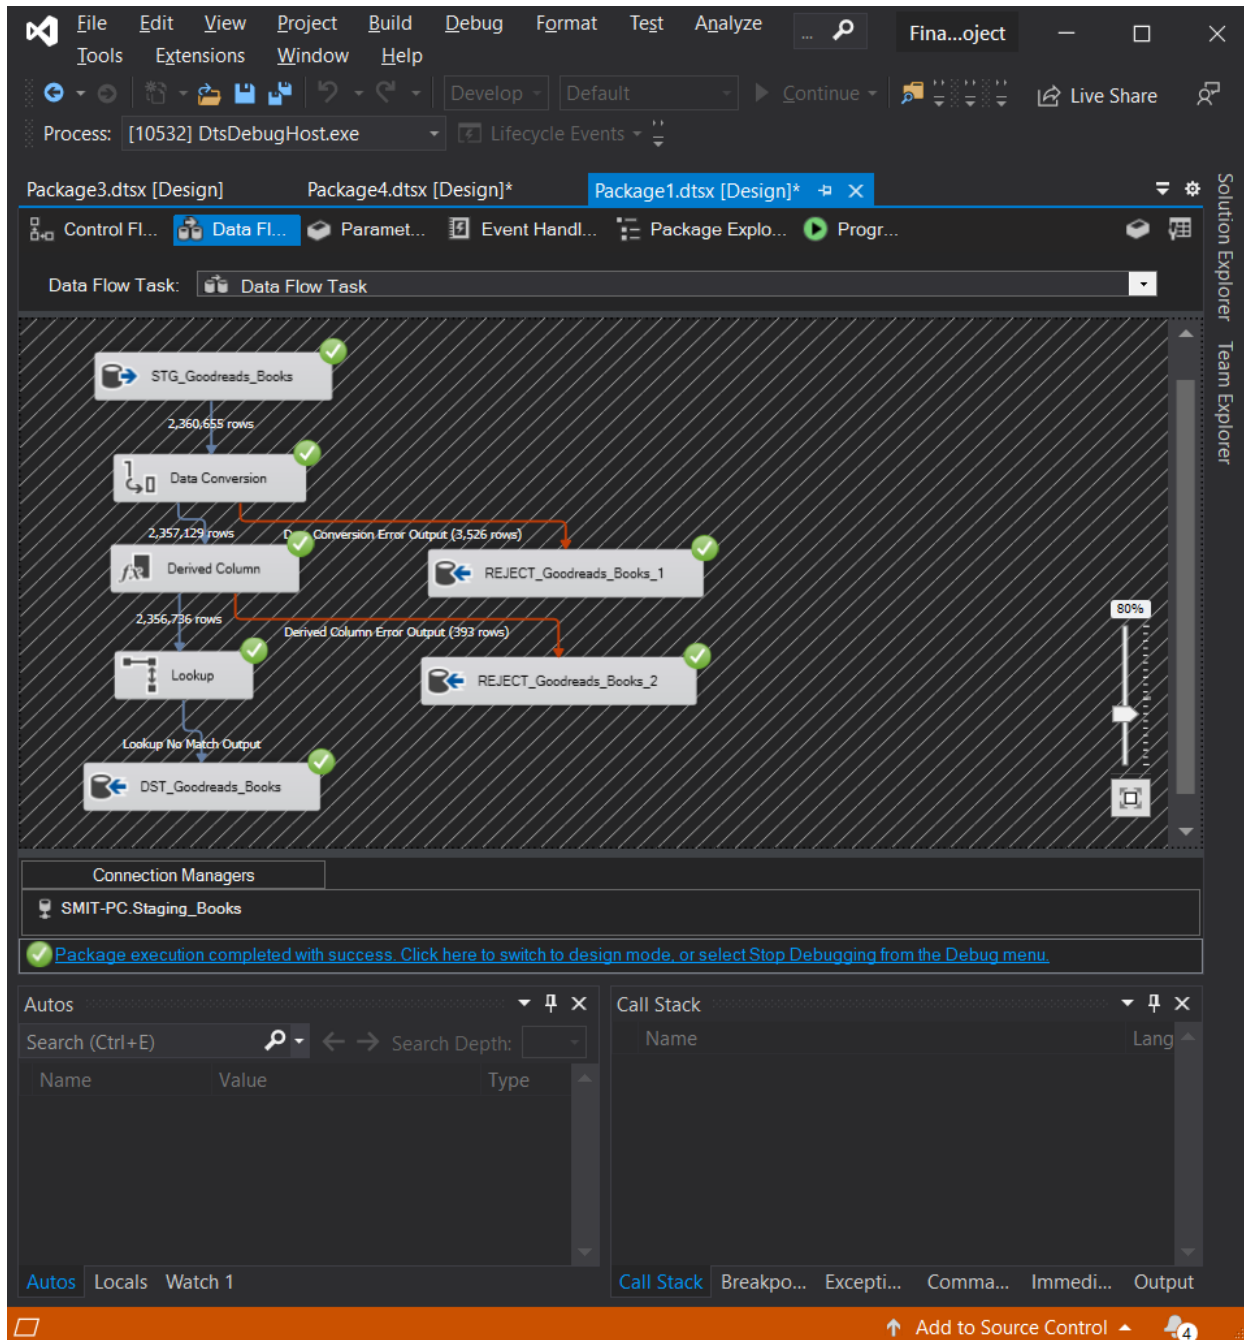 File Edit View Project Build Debug Format Test Analyze ... Fina...oject
Tools Extensions Window Help
Develop Default Continue Live Share
Process: [10532] DtsDebugHost.exe Lifecycle Events
Package3.dtsx [Design] Package4.dtsx [Design]* Package1.dtsx [Design]*
Control Fl... Data Fl... Paramet... Event Handl... Package Explo... Progr...
Data Flow Task: Data Flow Task
STG_Goodreads_Books
2,360,655 rows
Data Conversion
2,357,129 rows Conversion Error Output (3,526 rows)
Derived Column REJECT_Goodreads_Books_1
2,356,736 rows Derived Column Error Output (393 rows)
Lookup REJECT_Goodreads_Books_2
Lookup No Match Output
DST_Goodreads_Books
80%
Solution Explorer
Team Explorer
Connection Managers
SMIT-PC.Staging_Books
Package execution completed with success. Click here to switch to design mode, or select Stop Debugging from the Debug menu.
Autos
Search (Ctrl+E) Search Depth:
Name Value Type
Autos Locals Watch 1
Call Stack
Name Lang
Call Stack Breakpo... Excepti... Comma... Immedi... Output
Add to Source Control 4